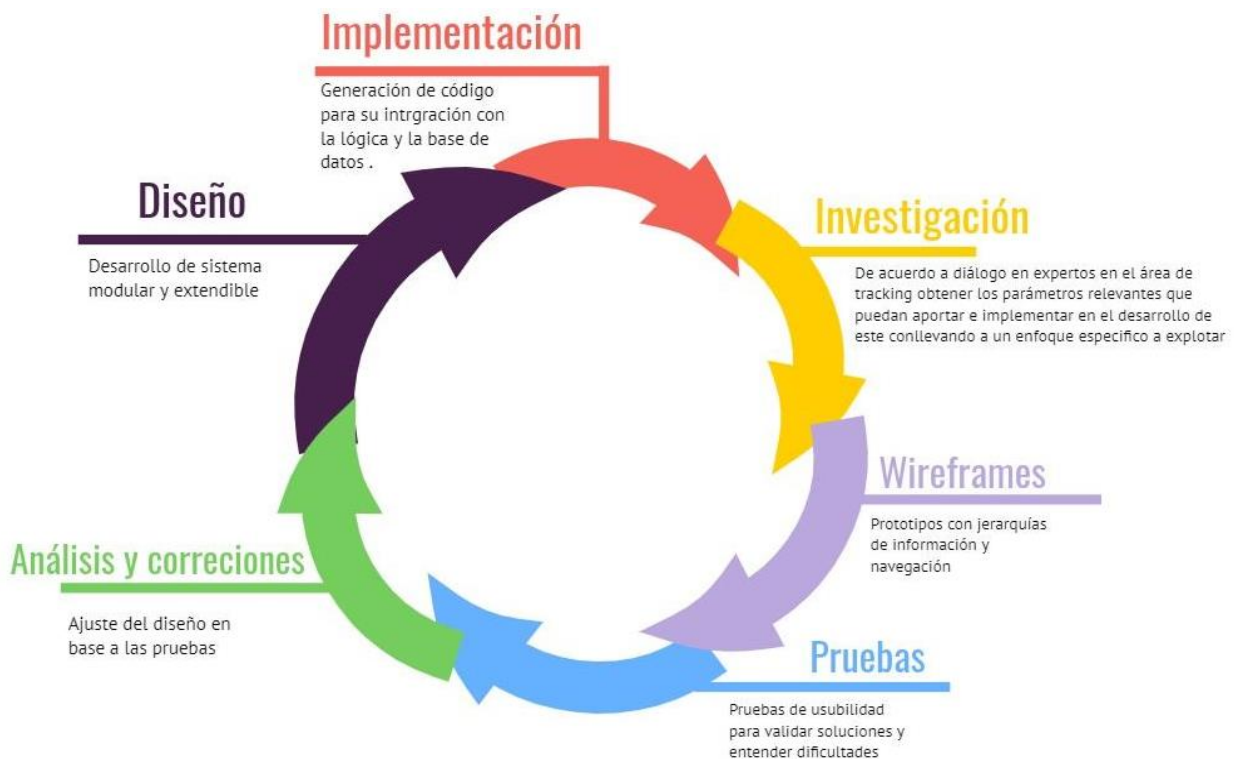 Implementación
Generación de código
para su intrgración con
la lógica y la base de
datos .
Investigación
De acuerdo a diálogo en expertos en el área de
tracking obtener los parámetros relevantes que
puedan aportar e implementar en el desarrollo de
este conllevando a un enfoque especifico a explotar
Wireframes
Prototipos con jerarquías
de información y
navegación
Pruebas
Pruebas de usubilidad
para validar soluciones y
entender dificultades
Análisis y correciones
Ajuste del diseño en
base a las pruebas
Diseño
Desarrollo de sistema
modular y extendible